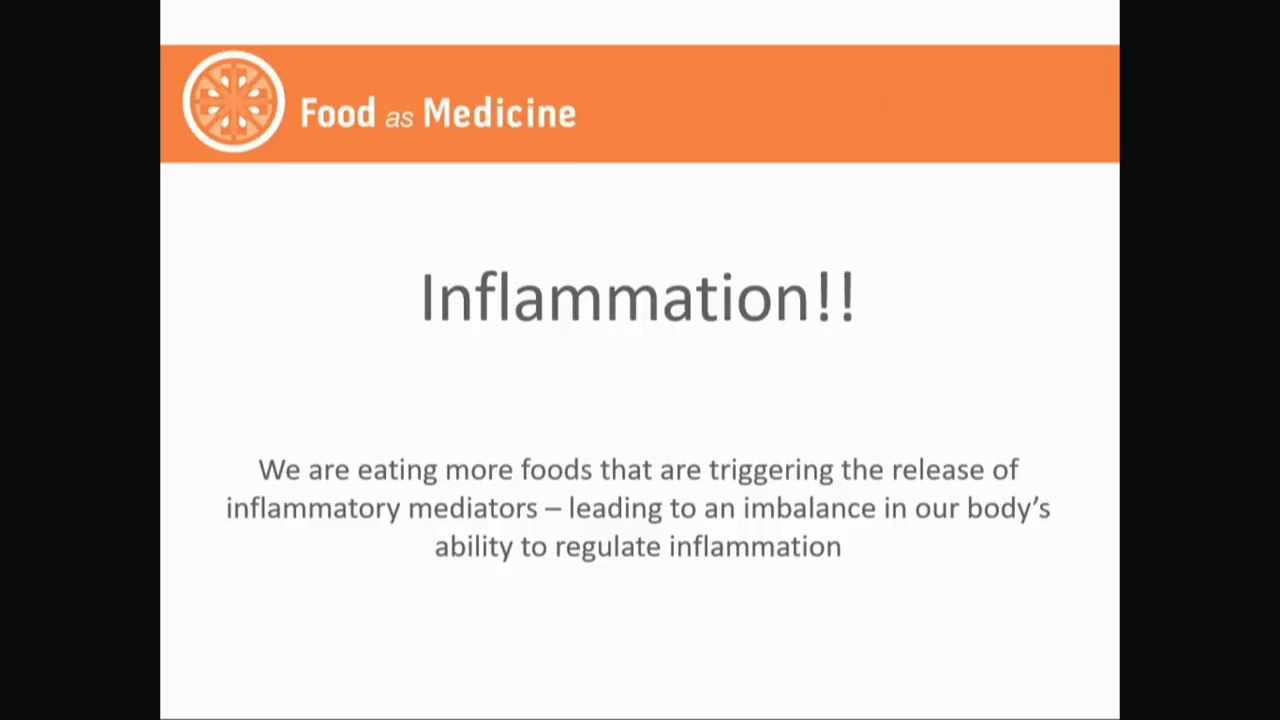 Food as Medicine
Inflammation!!
We are eating more foods that are triggering the release of
inflammatory mediators – leading to an imbalance in our body’s
ability to regulate inflammation